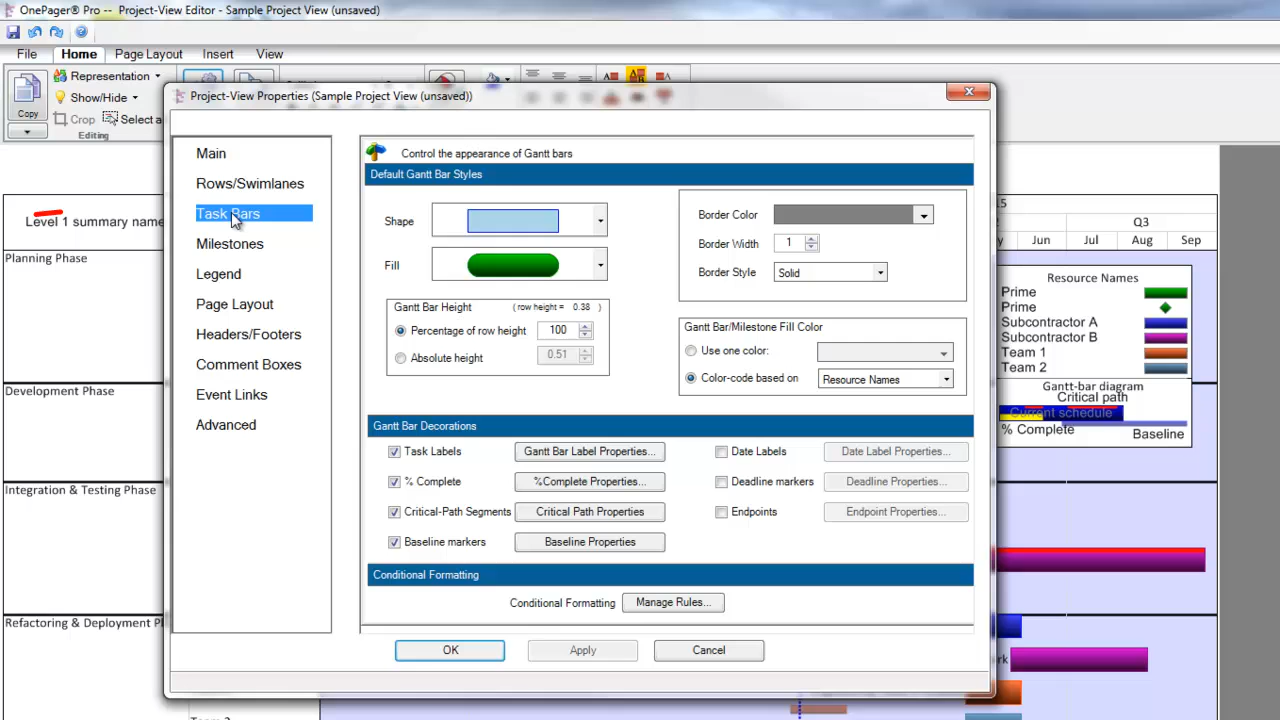 OnePager® Pro -- Project-View Editor - Sample Project View (unsaved)
File Home Page Layout Insert View
Copy
Representation
Show/Hide
Crop Select a
Editing
Project-View Properties (Sample Project View (unsaved))
Main
Rows/Swimlanes
Task Bars
Milestones
Legend
Page Layout
Headers/Footers
Comment Boxes
Event Links
Advanced
Control the appearance of Gantt bars
Default Gantt Bar Styles
Shape
Fill
Gantt Bar Height ( row height = 0.38 )
Percentage of row height 100
Absolute height 0.51
Border Color
Border Width 1
Border Style Solid
Gantt Bar/Milestone Fill Color
Use one color:
Color-code based on Resource Names
Gantt Bar Decorations
Task Labels Gantt Bar Label Properties...
% Complete %Complete Properties...
Critical-Path Segments Critical Path Properties
Baseline markers Baseline Properties
Date Labels Date Label Properties...
Deadline markers Deadline Properties...
Endpoints Endpoint Properties...
Conditional Formatting
Conditional Formatting Manage Rules...
OK Apply Cancel
Level 1 summary name
Planning Phase
Development Phase
Integration & Testing Phase
Refactoring & Deployment Ph
15
Q3
y Jun Jul Aug Sep
Resource Names
Prime
Prime
Subcontractor A
Subcontractor B
Team 1
Team 2
Gantt-bar diagram
Critical path
Current schedule
% Complete
Baseline
rk